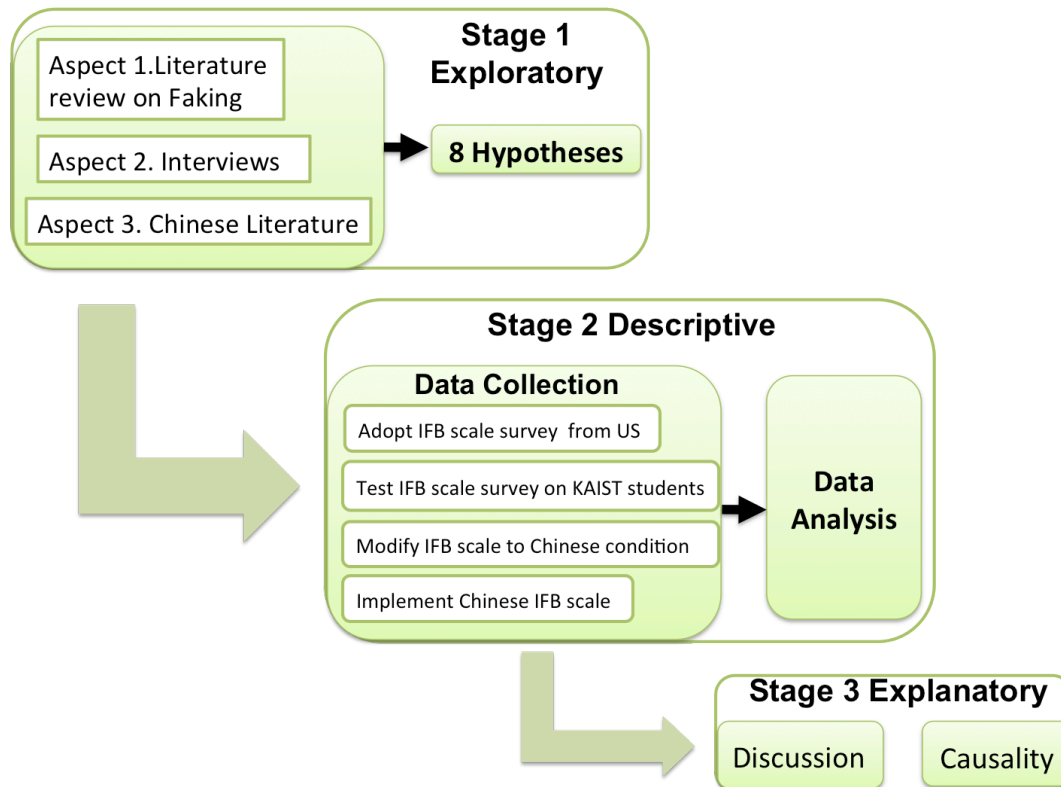 Stage 1
Exploratory
Aspect 1.Literature
review on Faking
Aspect 2. Interviews
Aspect 3. Chinese Literature
8 Hypotheses
Stage 2 Descriptive
Data Collection
Adopt IFB scale survey from US
Test IFB scale survey on KAIST students
Modify IFB scale to Chinese condition
Implement Chinese IFB scale
Data
Analysis
Stage 3 Explanatory
Discussion
Causality